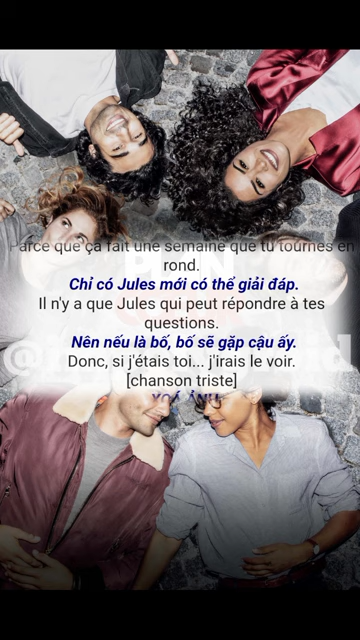 Parce que ça fait une semaine que tu tournes en
rond.
Chỉ có Jules mới có thể giải đáp.
Il n'y a que Jules qui peut répondre à tes
questions.
Nên nếu là bố, bố sẽ gặp cậu ấy.
Donc, si j'étais toi... j'irais le voir.
[chanson triste]